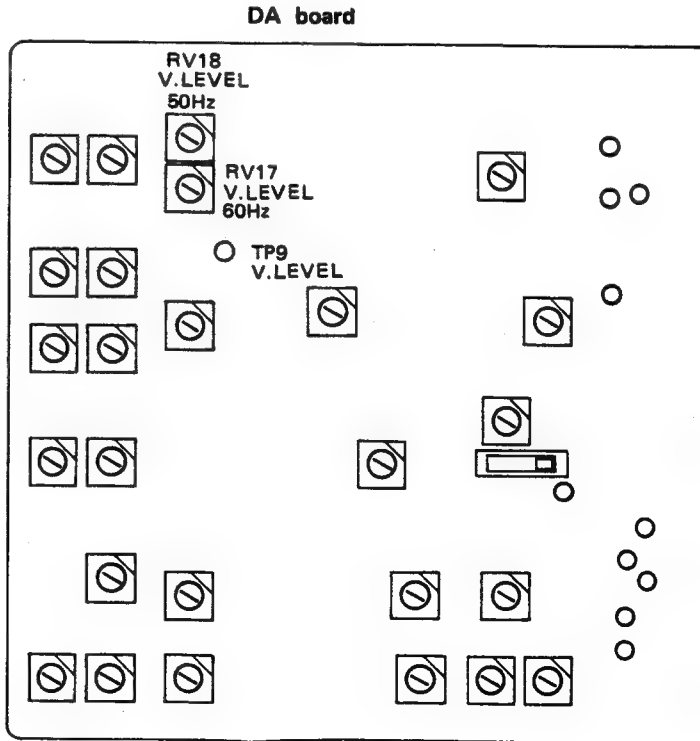 DA board
RV18
V.LEVEL
50Hz
RV17
V.LEVEL
60Hz
TP9
V.LEVEL